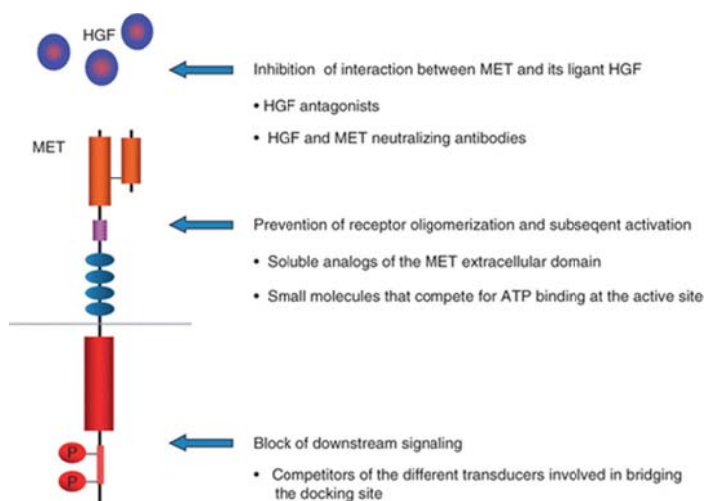 HGF
Inhibition of interaction between MET and its ligant HGF
• HGF antagonists
• HGF and MET neutralizing antibodies
MET
Prevention of receptor oligomerization and subseqent activation
• Soluble analogs of the MET extracellular domain
• Small molecules that compete for ATP binding at the active site
Block of downstream signaling
P
P
• Competitors of the different transducers involved in bridging
the docking site